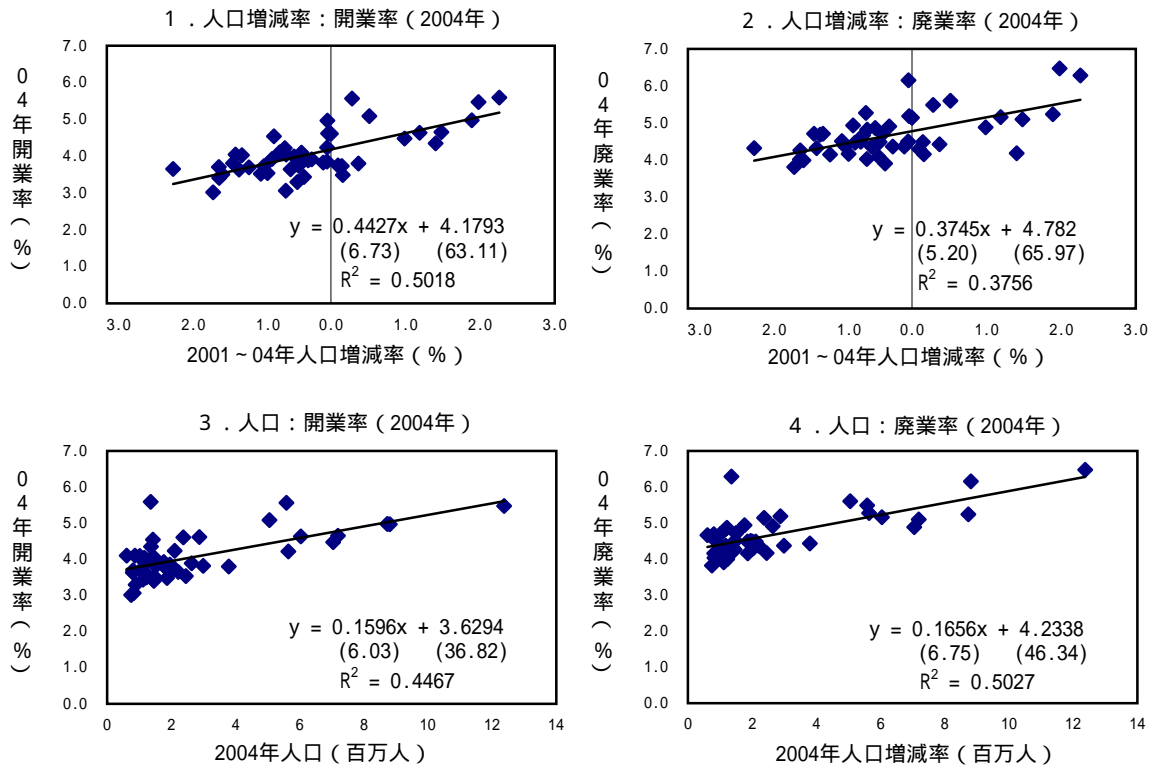 1．人口増減率：開業率（2004年）
7.0
6.0
5.0
4.0
3.0
2.0
1.0
0.0
04年開業率（%）
3.0 2.0 1.0 0.0 1.0 2.0 3.0
2001～04年人口増減率（%）
y = 0.4427x + 4.1793
(6.73) (63.11)
R² = 0.5018
2．人口増減率：廃業率（2004年）
7.0
6.0
5.0
4.0
3.0
2.0
1.0
0.0
04年廃業率（%）
3.0 2.0 1.0 0.0 1.0 2.0 3.0
2001～04年人口増減率（%）
y = 0.3745x + 4.782
(5.20) (65.97)
R² = 0.3756
3．人口：開業率（2004年）
7.0
6.0
5.0
4.0
3.0
2.0
1.0
0.0
04年開業率（%）
0 2 4 6 8 10 12 14
2004年人口（百万人）
y = 0.1596x + 3.6294
(6.03) (36.82)
R² = 0.4467
4．人口：廃業率（2004年）
7.0
6.0
5.0
4.0
3.0
2.0
1.0
0.0
04年廃業率（%）
0 2 4 6 8 10 12 14
2004年人口増減率（百万人）
y = 0.1656x + 4.2338
(6.75) (46.34)
R² = 0.5027